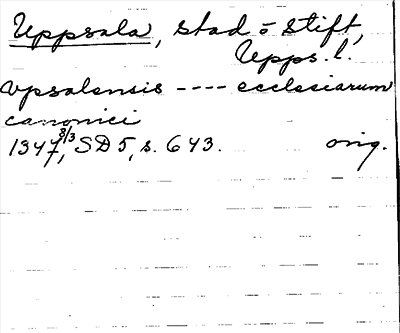 Uppsala, stad o. stift,
Upps. l.
vpsalensis ---- ecclesiarum
canonici
1347 8/3, SD 5, s. 643. orig.